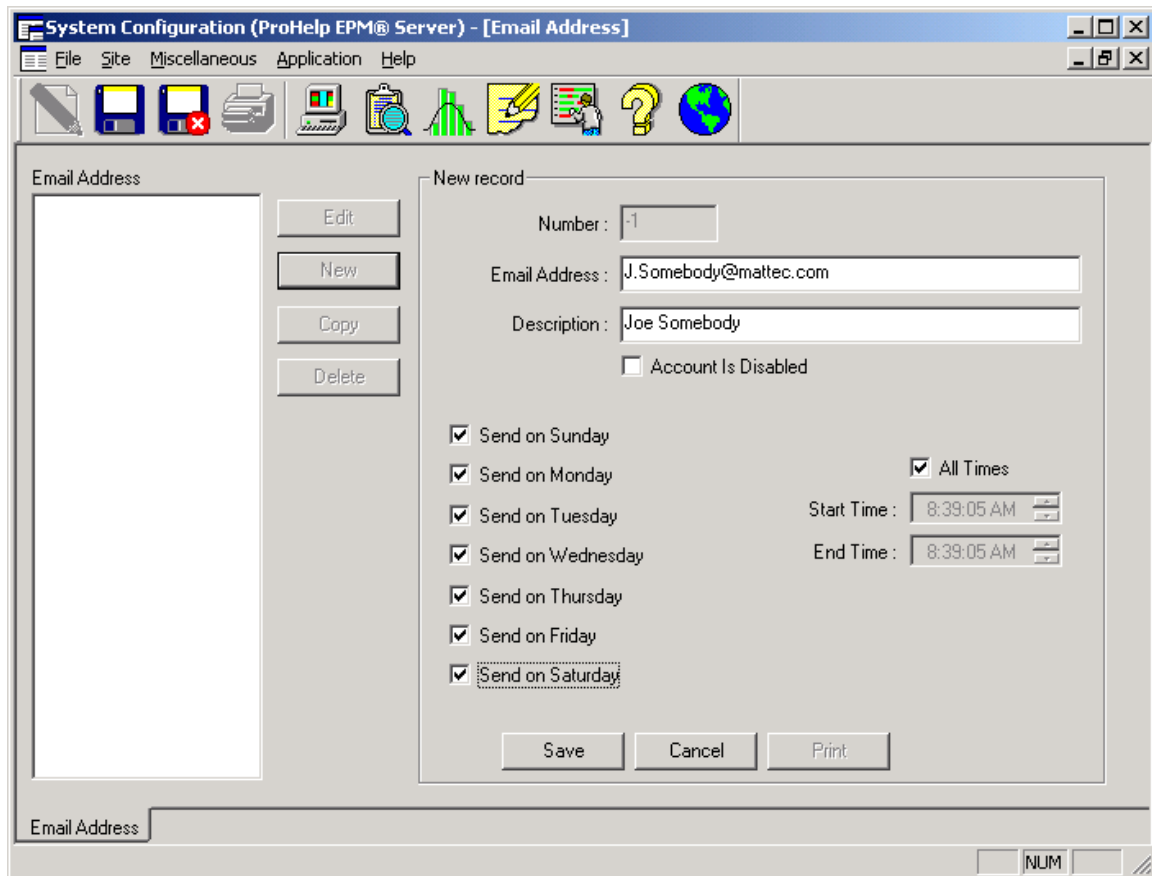 System Configuration (ProHelp EPM® Server) - [Email Address]
File Site Miscellaneous Application Help
Email Address
Edit
New
Copy
Delete
New record
Number : -1
Email Address : J.Somebody@mattec.com
Description : Joe Somebody
Account Is Disabled
Send on Sunday
Send on Monday
Send on Tuesday
Send on Wednesday
Send on Thursday
Send on Friday
Send on Saturday
All Times
Start Time : 8:39:05 AM
End Time : 8:39:05 AM
Save Cancel Print
Email Address
NUM